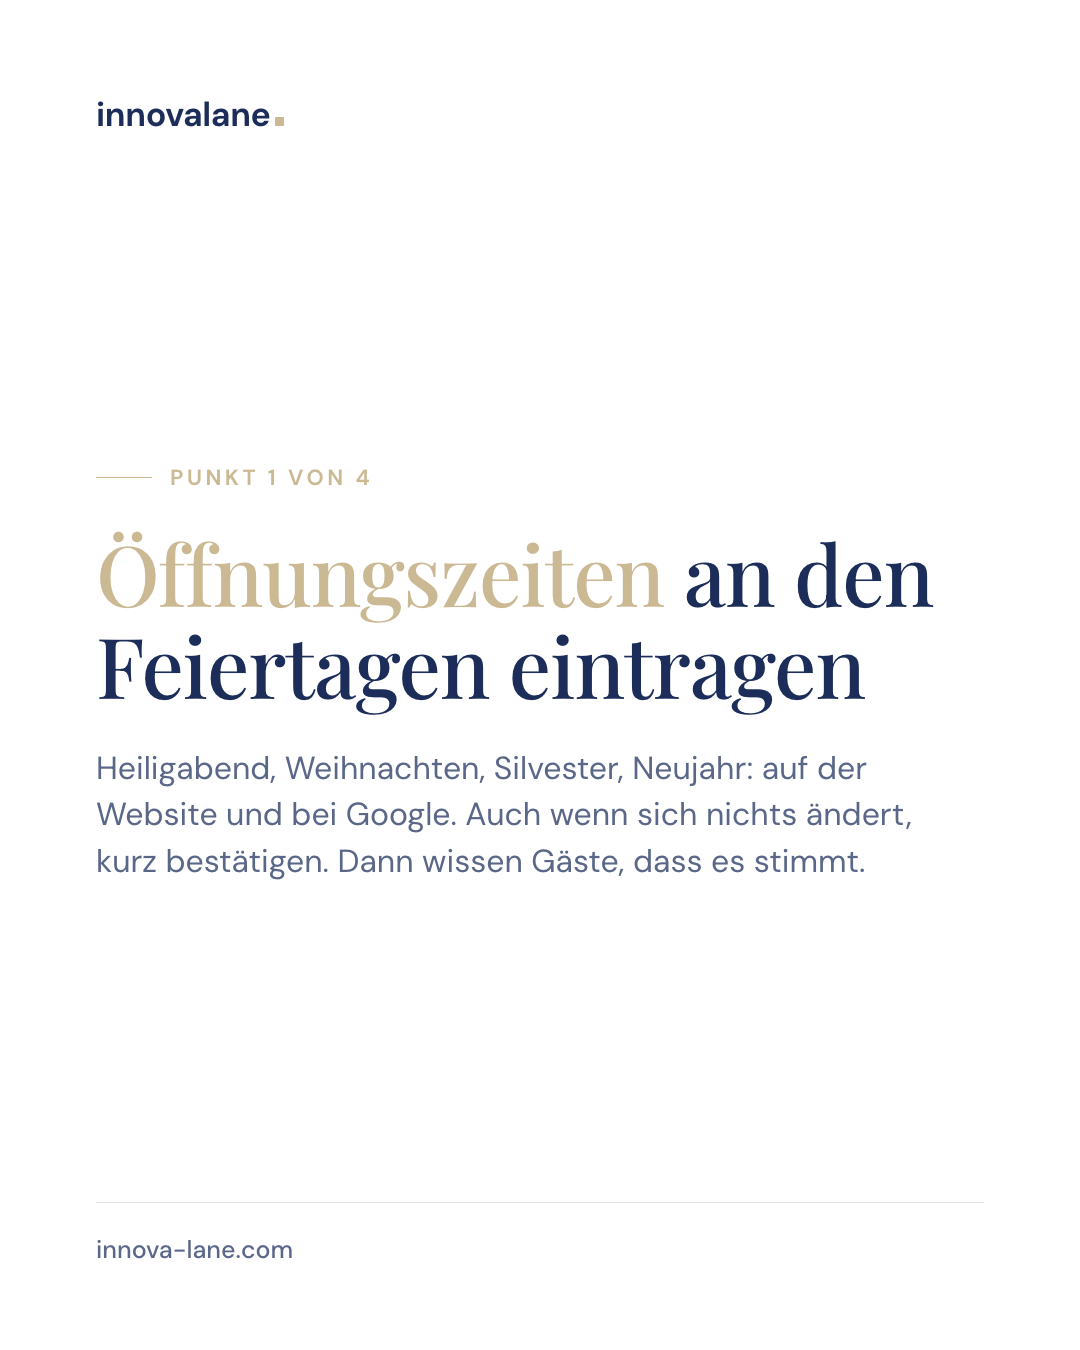 innovalane
PUNKT 1 VON 4
Öffnungszeiten an den
Feiertagen eintragen
Heiligabend, Weihnachten, Silvester, Neujahr: auf der
Website und bei Google. Auch wenn sich nichts ändert,
kurz bestätigen. Dann wissen Gäste, dass es stimmt.
innova-lane.com